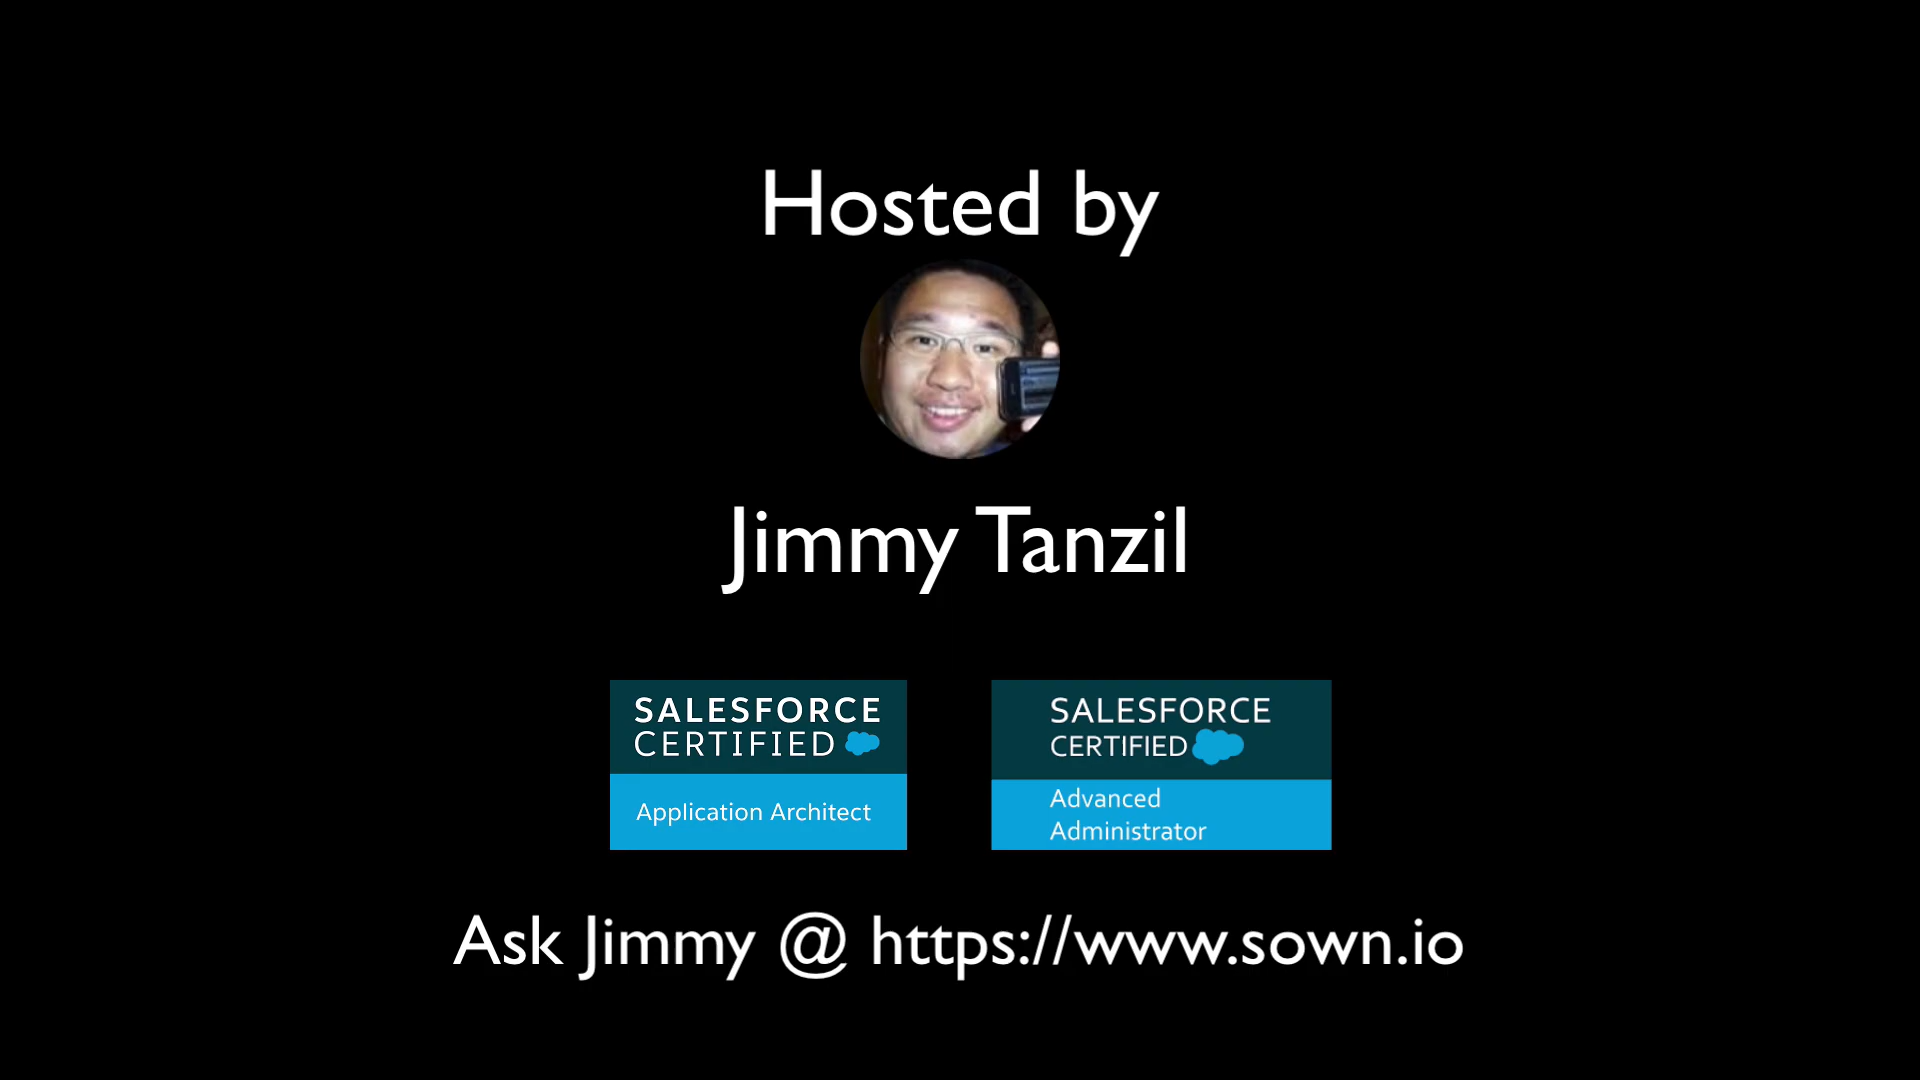 Hosted by
Jimmy Tanzil
SALESFORCE
CERTIFIED
Application Architect
SALESFORCE
CERTIFIED
Advanced
Administrator
Ask Jimmy @ https://www.sown.io